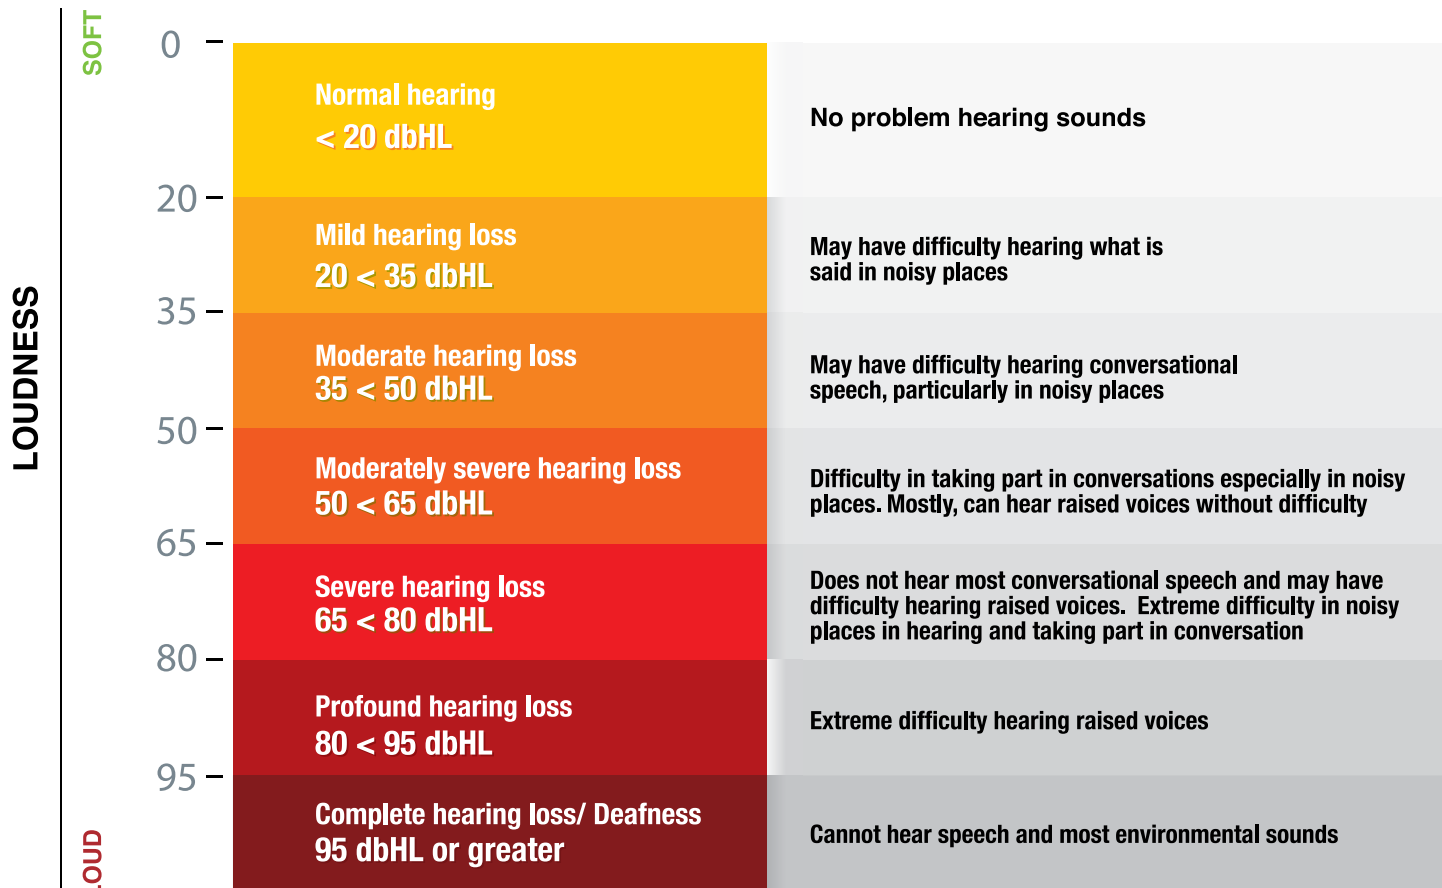 SOFT
LOUDNESS
0
Normal hearing
< 20 dbHL
No problem hearing sounds
20
Mild hearing loss
20 < 35 dbHL
May have difficulty hearing what is
said in noisy places
35
Moderate hearing loss
35 < 50 dbHL
May have difficulty hearing conversational
speech, particularly in noisy places
50
Moderately severe hearing loss
50 < 65 dbHL
Difficulty in taking part in conversations especially in noisy
places. Mostly, can hear raised voices without difficulty
65
Severe hearing loss
65 < 80 dbHL
Does not hear most conversational speech and may have
difficulty hearing raised voices. Extreme difficulty in noisy
places in hearing and taking part in conversation
80
Profound hearing loss
80 < 95 dbHL
Extreme difficulty hearing raised voices
95
Complete hearing loss/ Deafness
95 dbHL or greater
Cannot hear speech and most environmental sounds